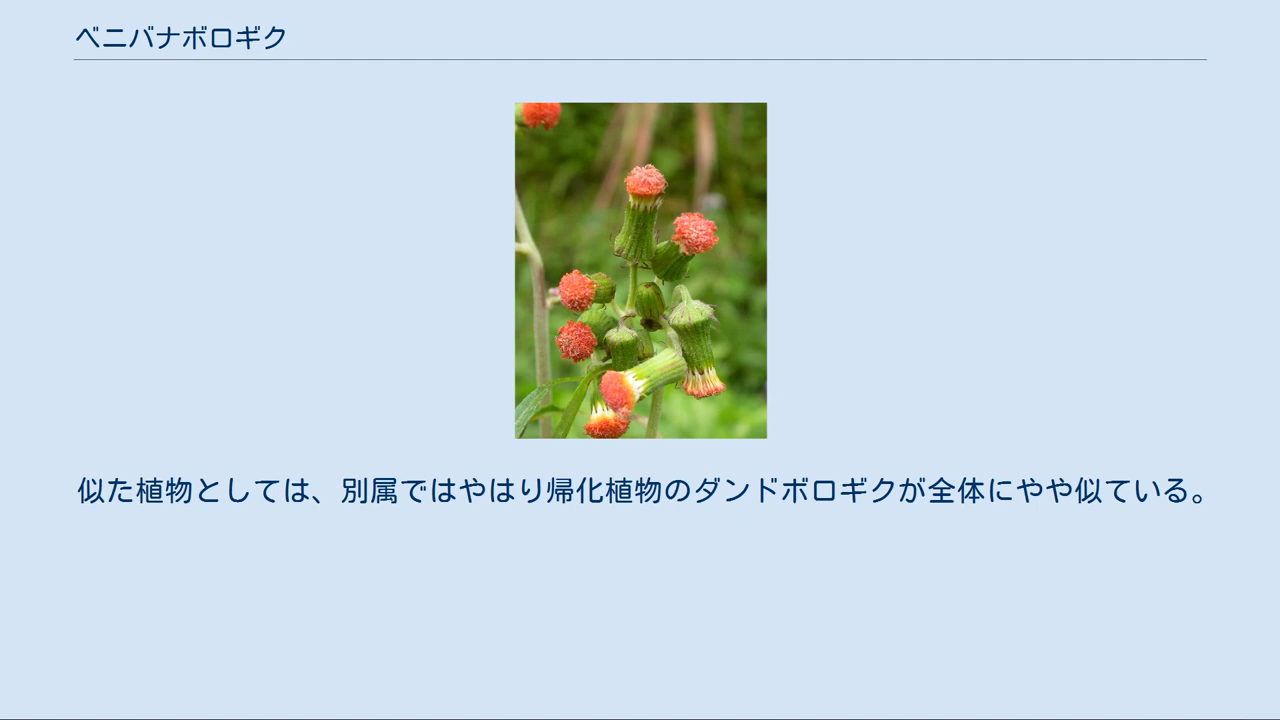 ベニバナボロギク
似た植物としては、別属ではやはり帰化植物のダンドボロギクが全体にやや似ている。